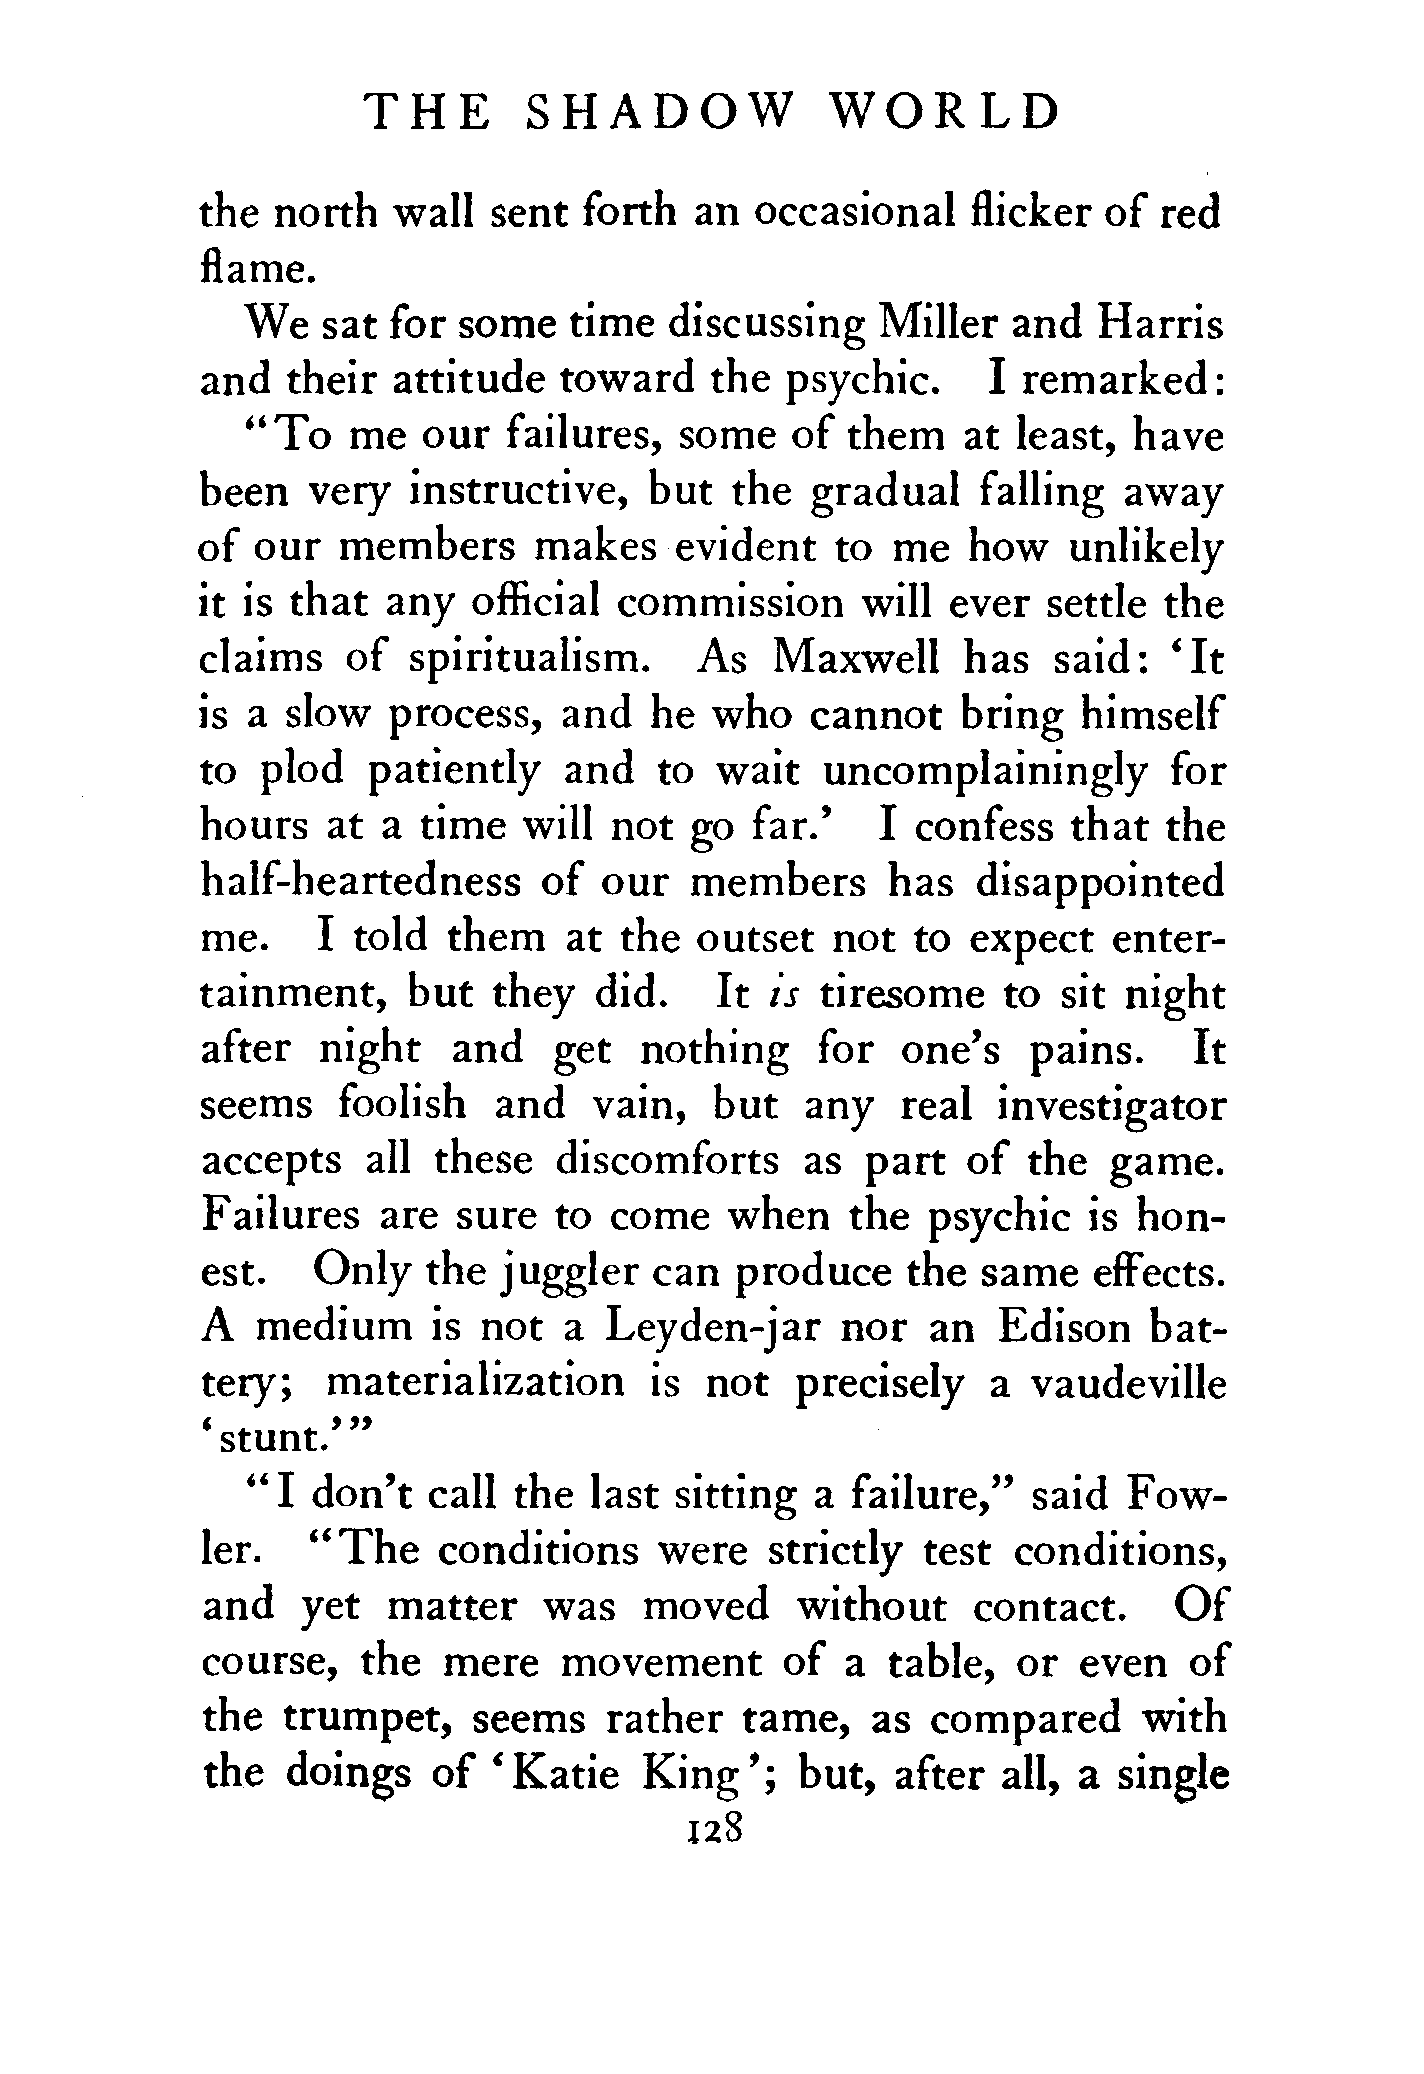 THE SHADOW WORLD
the north wall sent forth an occasional flicker of red
flame.
We sat for some time discussing Miller and Harris
and their attitude toward the psychic. I remarked:
“To me our failures, some of them at least, have
been very instructive, but the gradual falling away
of our members makes evident to me how unlikely
it is that any official commission will ever settle the
claims of spiritualism. As Maxwell has said: ‘It
is a slow process, and he who cannot bring himself
to plod patiently and to wait uncomplainingly for
hours at a time will not go far.’ I confess that the
half-heartedness of our members has disappointed
me. I told them at the outset not to expect enter-
tainment, but they did. It is tiresome to sit night
after night and get nothing for one’s pains. It
seems foolish and vain, but any real investigator
accepts all these discomforts as part of the game.
Failures are sure to come when the psychic is hon-
est. Only the juggler can produce the same effects.
A medium is not a Leyden-jar nor an Edison bat-
tery; materialization is not precisely a vaudeville
‘stunt.’”
“I don’t call the last sitting a failure,” said Fow-
ler. “The conditions were strictly test conditions,
and yet matter was moved without contact. Of
course, the mere movement of a table, or even of
the trumpet, seems rather tame, as compared with
the doings of ‘Katie King’; but, after all, a single
128